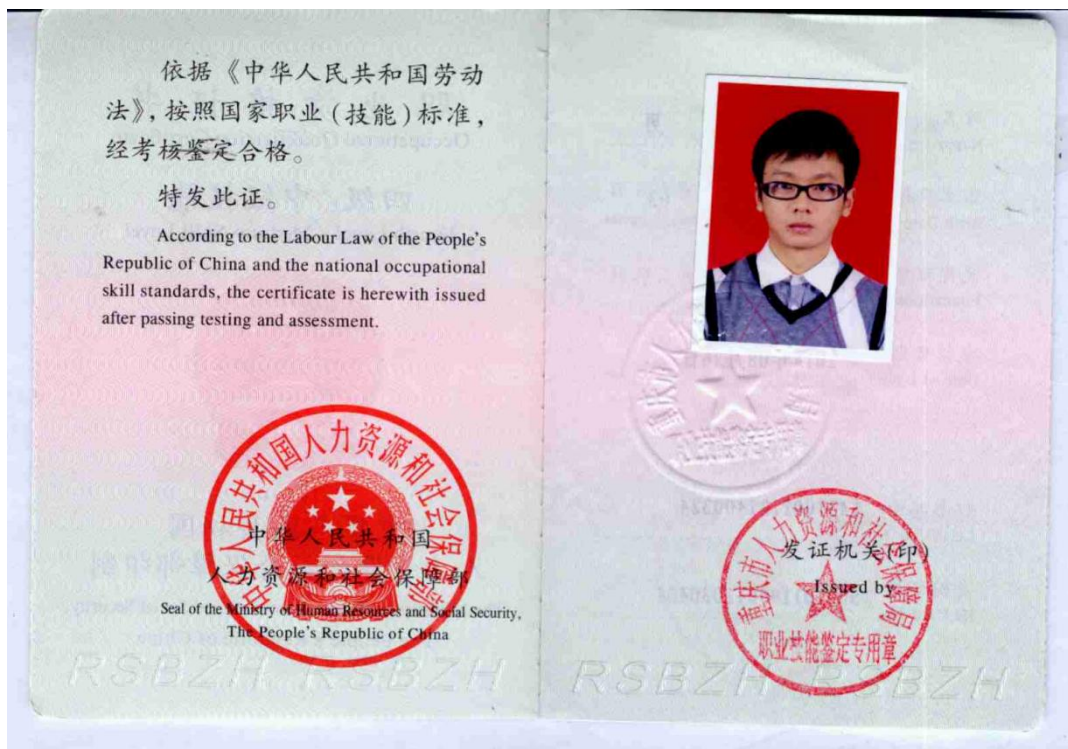 依据《中华人民共和国劳动
法》,按照国家职业(技能)标准,
经考核鉴定合格。
特发此证。
According to the Labour Law of the People's
Republic of China and the national occupational
skill standards, the certificate is herewith issued
after passing testing and assessment.
中华人民共和国人力资源和社会保障部
中华人民共和国
人力资源和社会保障部
Seal of the Ministry of Human Resources and Social Security,
The People's Republic of China
RSBZH RSBZH
重庆市人力资源和社会保障局
发证机关(印)
Issued by
职业技能鉴定专用章
RSBZH RSBZH